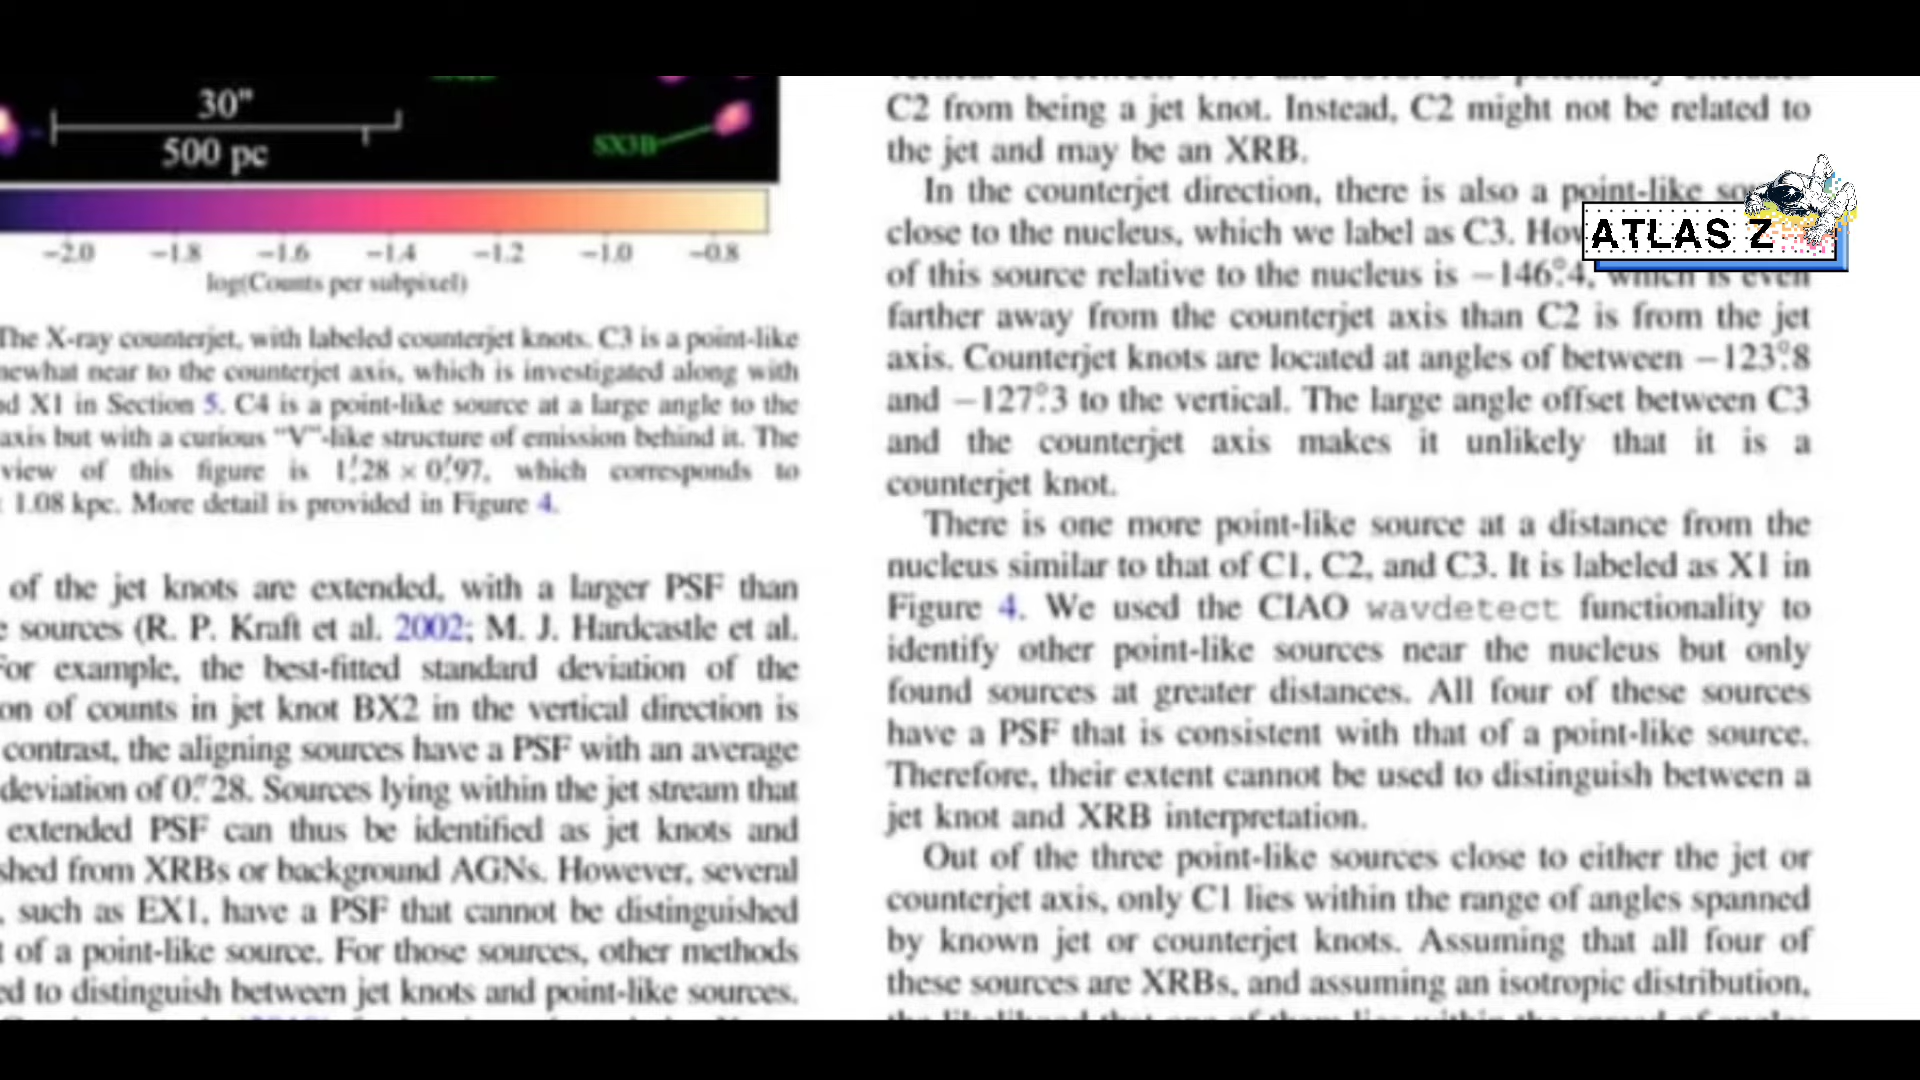 30"
500 pc
SX3B
−2.0 −1.8 −1.6 −1.4 −1.2 −1.0 −0.8
log(Counts per subpixel)
The X-ray counterjet, with labeled counterjet knots. C3 is a point-like
newhat near to the counterjet axis, which is investigated along with
nd X1 in Section 5. C4 is a point-like source at a large angle to the
axis but with a curious "V"-like structure of emission behind it. The
view of this figure is 1.′28 × 0.′97, which corresponds to
1.08 kpc. More detail is provided in Figure 4.
of the jet knots are extended, with a larger PSF than
e sources (R. P. Kraft et al. 2002; M. J. Hardcastle et al.
For example, the best-fitted standard deviation of the
on of counts in jet knot BX2 in the vertical direction is
contrast, the aligning sources have a PSF with an average
deviation of 0.″28. Sources lying within the jet stream that
extended PSF can thus be identified as jet knots and
shed from XRBs or background AGNs. However, several
, such as EX1, have a PSF that cannot be distinguished
t of a point-like source. For those sources, other methods
ed to distinguish between jet knots and point-like sources.
C2 from being a jet knot. Instead, C2 might not be related to
the jet and may be an XRB.
In the counterjet direction, there is also a point-like
close to the nucleus, which we label as C3.
of this source relative to the nucleus is −146.°4, which is even
farther away from the counterjet axis than C2 is from the jet
axis. Counterjet knots are located at angles of between −123.°8
and −127.°3 to the vertical. The large angle offset between C3
and the counterjet axis makes it unlikely that it is a
counterjet knot.
There is one more point-like source at a distance from the
nucleus similar to that of C1, C2, and C3. It is labeled as X1 in
Figure 4. We used the CIAO wavdetect functionality to
identify other point-like sources near the nucleus but only
found sources at greater distances. All four of these sources
have a PSF that is consistent with that of a point-like source.
Therefore, their extent cannot be used to distinguish between a
jet knot and XRB interpretation.
Out of the three point-like sources close to either the jet or
counterjet axis, only C1 lies within the range of angles spanned
by known jet or counterjet knots. Assuming that all four of
these sources are XRBs, and assuming an isotropic distribution,
ATLAS Z